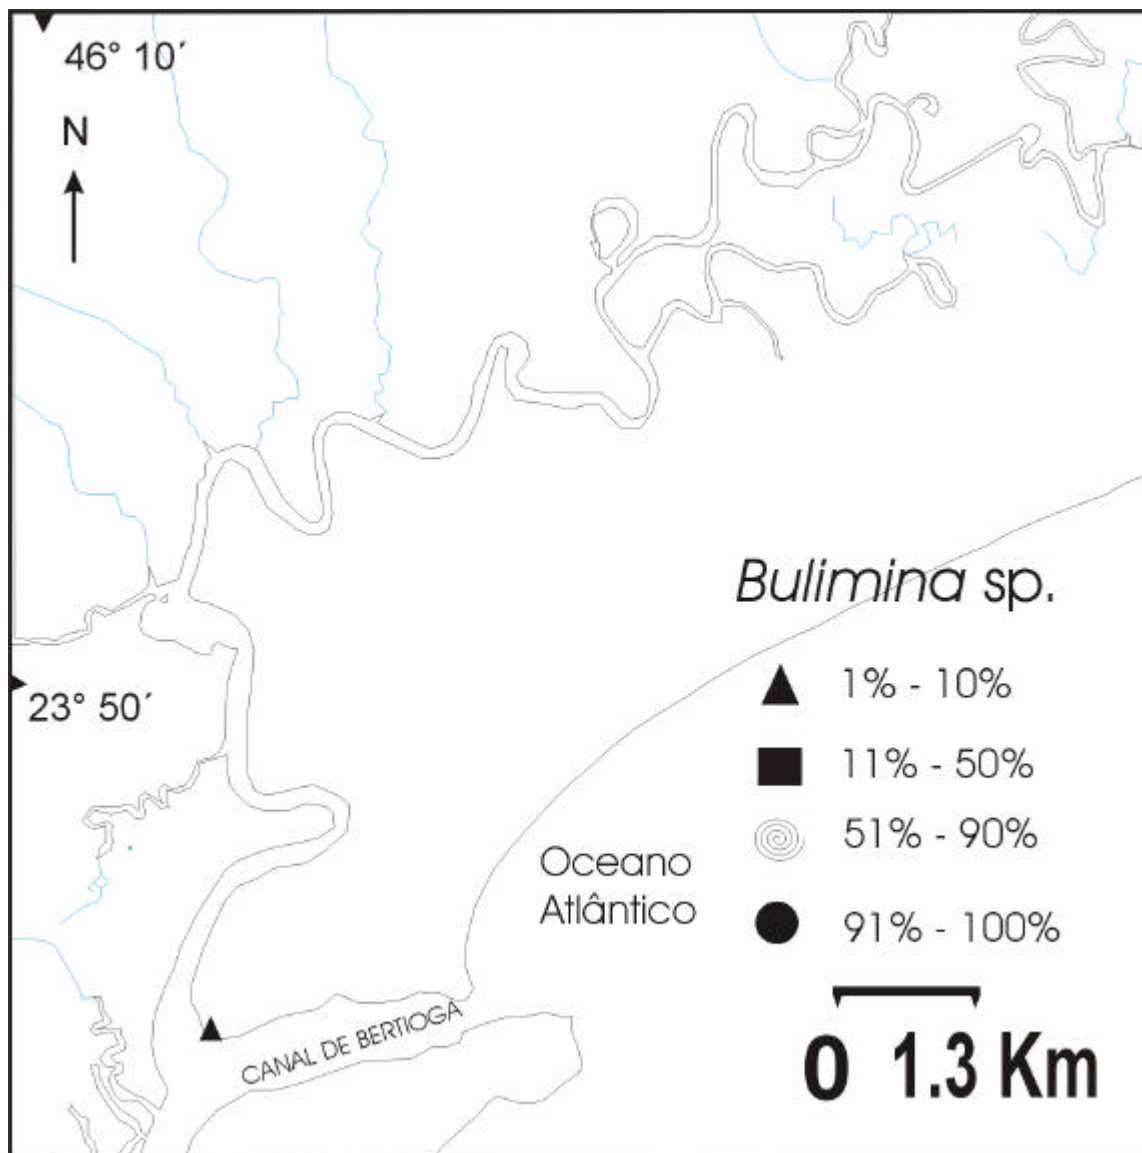 46° 10´
N
Bulimina sp.
23° 50´
1% - 10%
11% - 50%
51% - 90%
91% - 100%
Oceano
Atlântico
CANAL DE BERTIOGA
0 1.3 Km